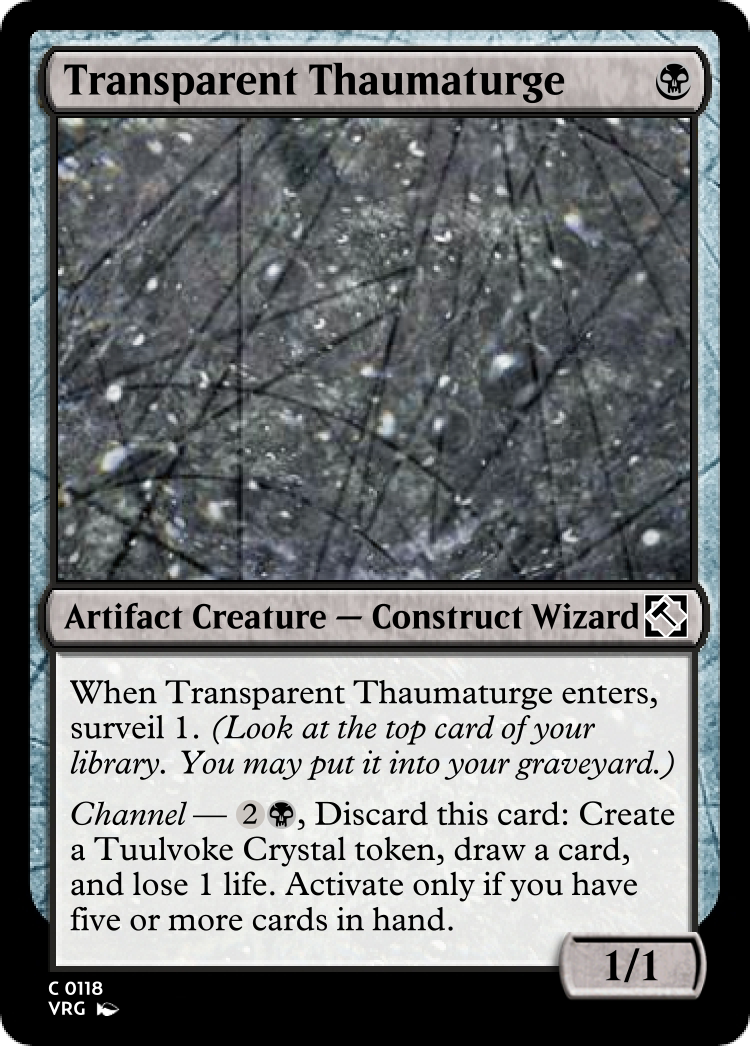 Transparent Thaumaturge
Artifact Creature — Construct Wizard
When Transparent Thaumaturge enters,
surveil 1. (Look at the top card of your
library. You may put it into your graveyard.)
Channel — 2, Discard this card: Create
a Tuulvoke Crystal token, draw a card,
and lose 1 life. Activate only if you have
five or more cards in hand.
1/1
C 0118
VRG